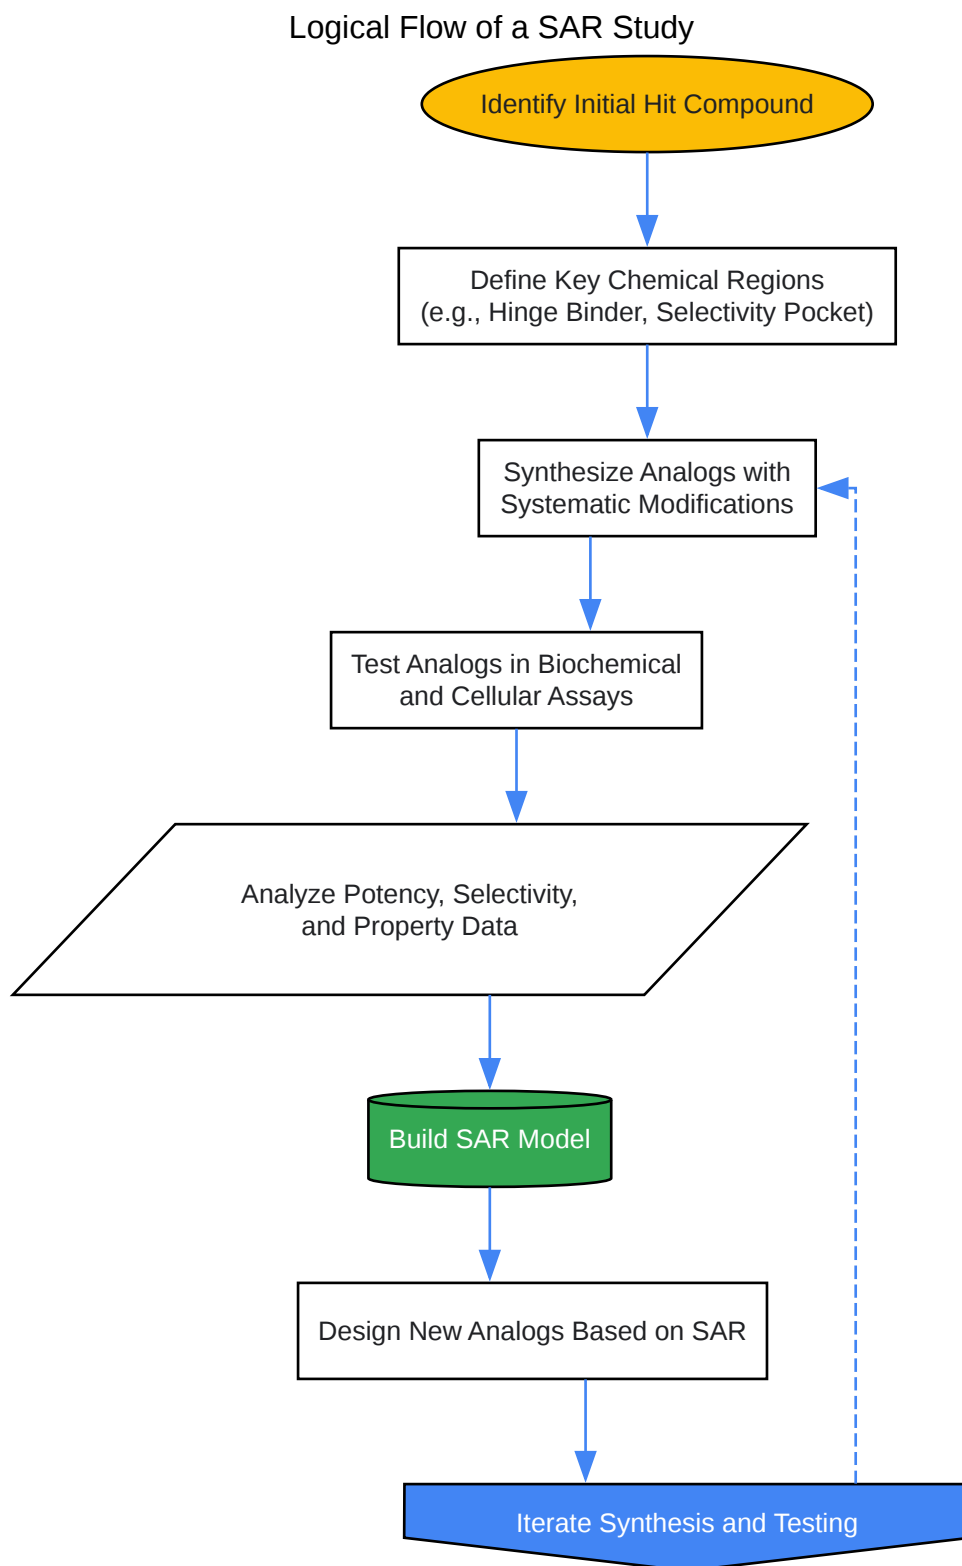 Logical Flow of a SAR Study
Identify Initial Hit Compound
Define Key Chemical Regions
(e.g., Hinge Binder, Selectivity Pocket)
Synthesize Analogs with
Systematic Modifications
Test Analogs in Biochemical
and Cellular Assays
Analyze Potency, Selectivity,
and Property Data
Build SAR Model
Design New Analogs Based on SAR
Iterate Synthesis and Testing